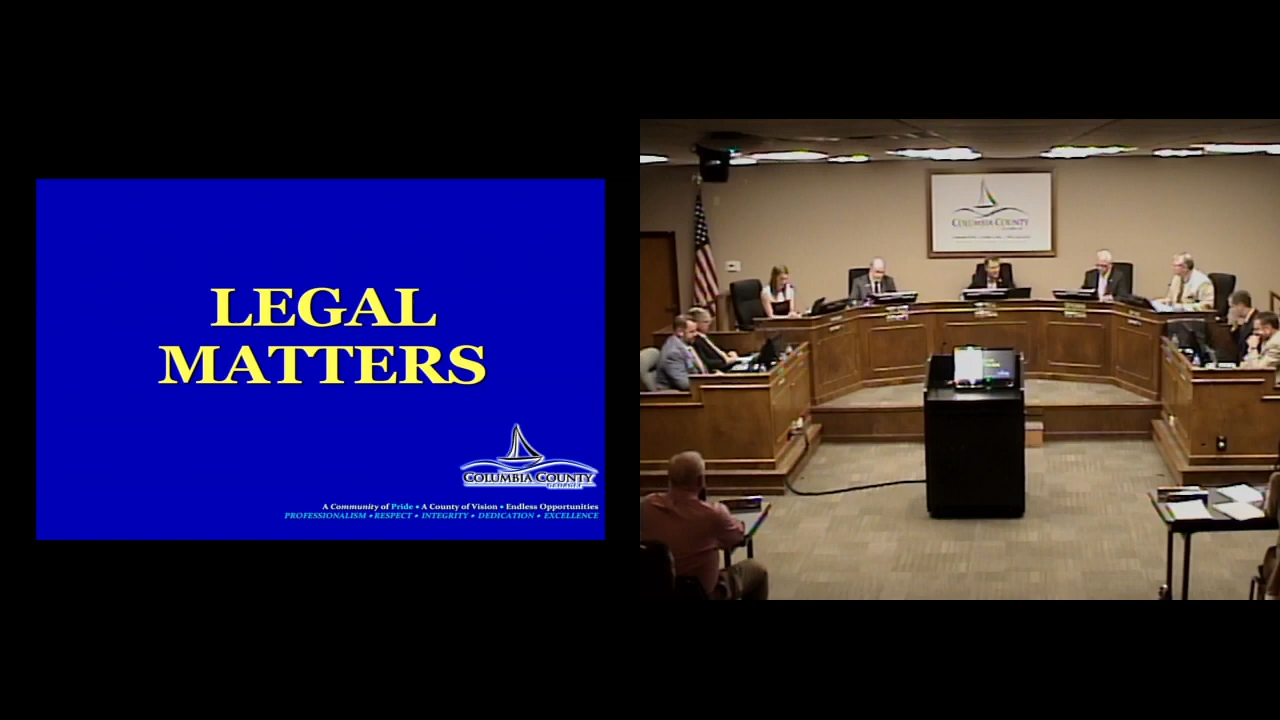 LEGAL
MATTERS
COLUMBIA COUNTY
GEORGIA
A Community of Pride • A County of Vision • Endless Opportunities
PROFESSIONALISM • RESPECT • INTEGRITY • DEDICATION • EXCELLENCE
COLUMBIA COUNTY